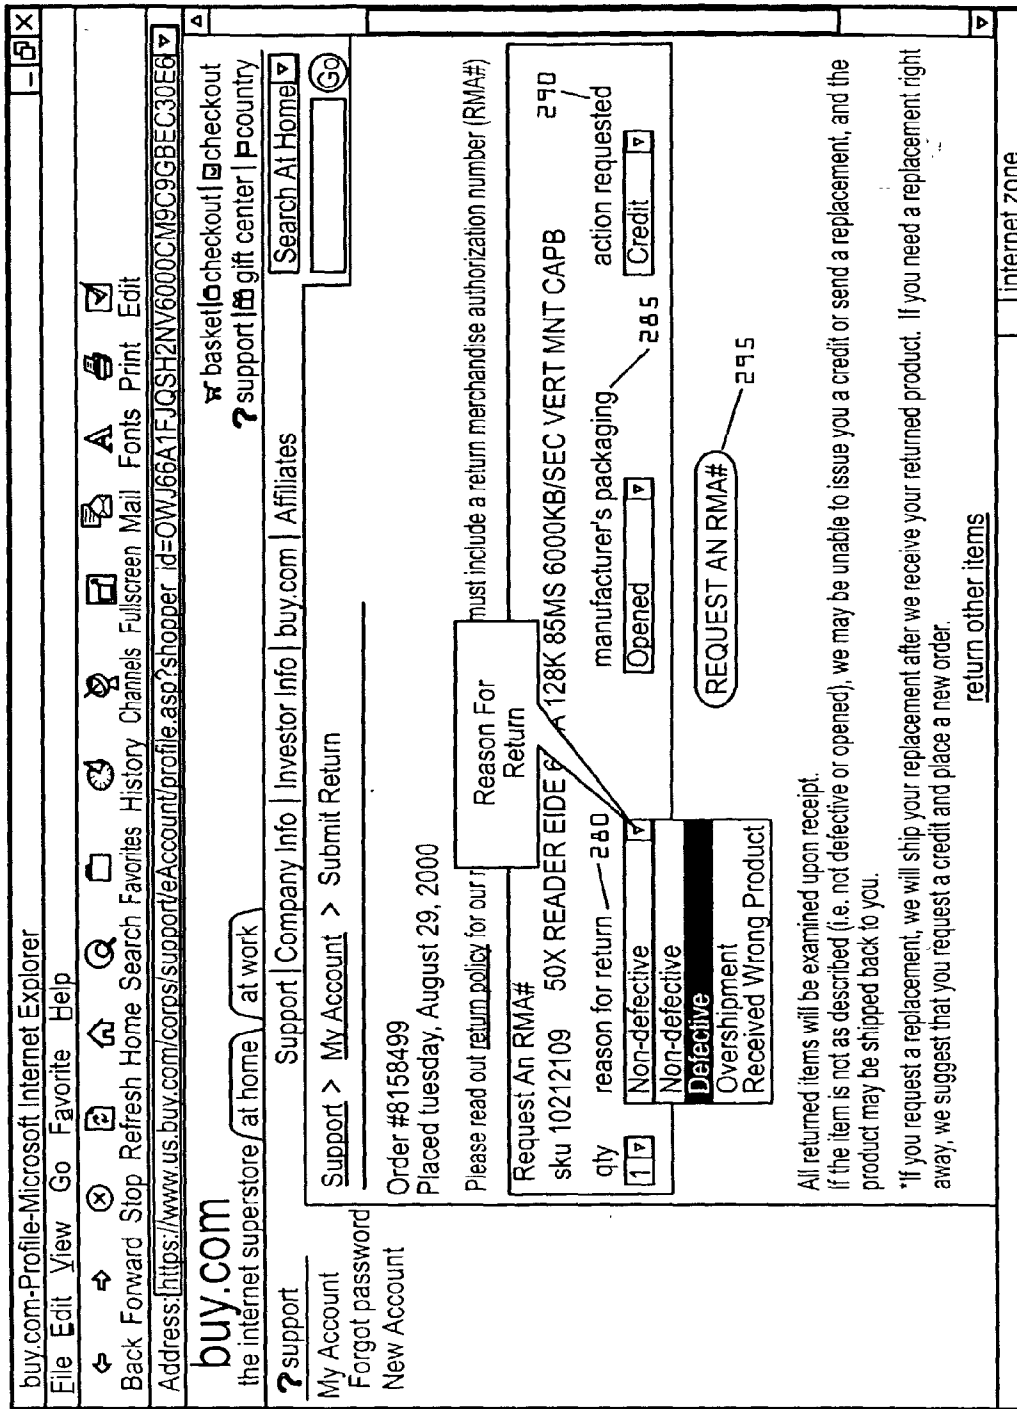 buy.com-Profile-Microsoft Internet Explorer
File Edit View Go Favorite Help
Back Forward Stop Refresh Home Search Favorites History Channels Fullscreen Mail Fonts Print Edit
Address: https://www.us.buy.com/corps/support/eAccount/profile.asp?shopper_id=OWJ66A1FJQSH2NV6000CM9C9GBEC30E6
buy.com
the internet superstore at home at work
basket checkout checkout
? support gift center country
Support | Company Info | Investor Info | buy.com | Affiliates
Search At Home
Go
? support
My Account
Forgot password
New Account
Support > My Account > Submit Return
Order #8158499
Placed tuesday, August 29, 2000
Please read out return policy for our must include a return merchandise authorization number (RMA#)
Reason For
Return
Request An RMA#
sku 10212109 50X READER EIDE 6 A 128K 85MS 6000KB/SEC VERT MNT CAPB 290
qty reason for return 280 manufacturer's packaging 285 action requested
1 Non-defective Opened Credit
Non-defective
Defective
Overshipment
Received Wrong Product
REQUEST AN RMA# 295
All returned items will be examined upon receipt.
If the item is not as described (i.e. not defective or opened), we may be unable to issue you a credit or send a replacement, and the
product may be shipped back to you.
*If you request a replacement, we will ship your replacement after we receive your returned product. If you need a replacement right
away, we suggest that you request a credit and place a new order.
return other items
internet zone